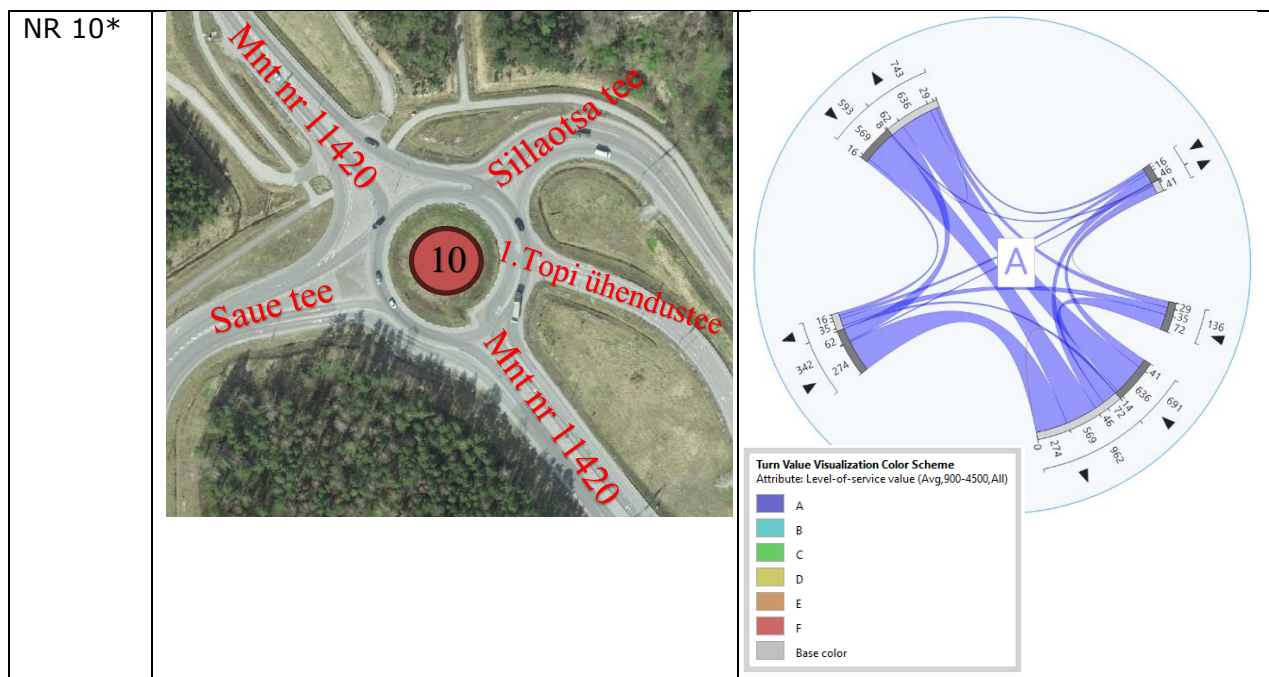 NR 10*
Mnt nr 11420
Sillaotsa tee
10
1.Topi ühendustee
Saue tee
Mnt nr 11420
743
593
29
636
62
8
569
16
16
46
41
A
29
35
72
136
16
35
62
274
342
41
636
14
691
72
46
569
274
0
962
Turn Value Visualization Color Scheme
Attribute: Level-of-service value (Avg,900-4500,All)
A
B
C
D
E
F
Base color